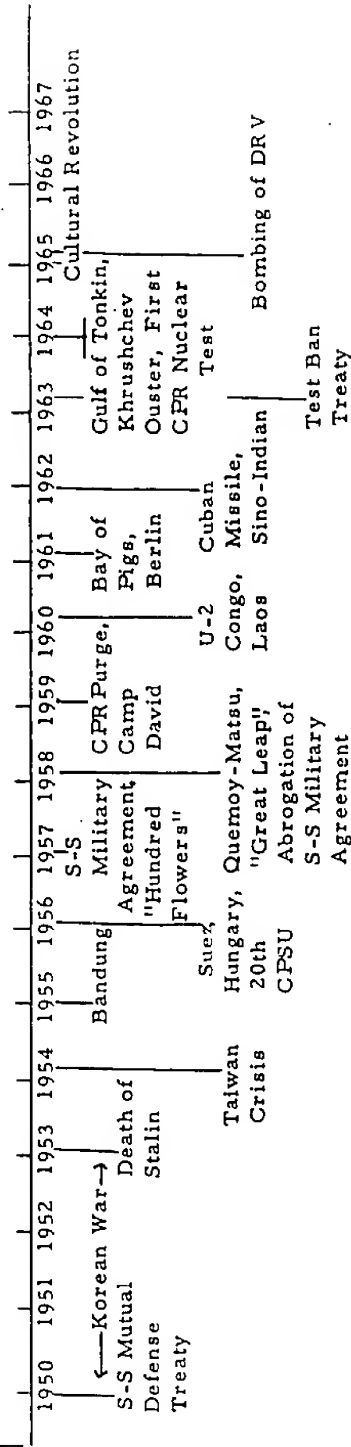 1950 1951 1952 1953 1954 1955 1956 1957 1958 1959 1960 1961 1962 1963 1964 1965 1966 1967
S-S Mutual
Defense
Treaty
←Korean War→
Death of
Stalin
Taiwan
Crisis
Bandung
Suez,
Hungary,
20th
CPSU
S-S
Military
Agreement,
"Hundred
Flowers"
Quemoy-Matsu,
"Great Leap",
Abrogation of
S-S Military
Agreement
CPR Purge,
Camp
David
U-2
Congo,
Laos
Bay of
Pigs,
Berlin
Cuban
Missile,
Sino-Indian
Gulf of Tonkin,
Khrushchev
Ouster, First
CPR Nuclear
Test
Test Ban
Treaty
Cultural Revolution
Bombing of DRV